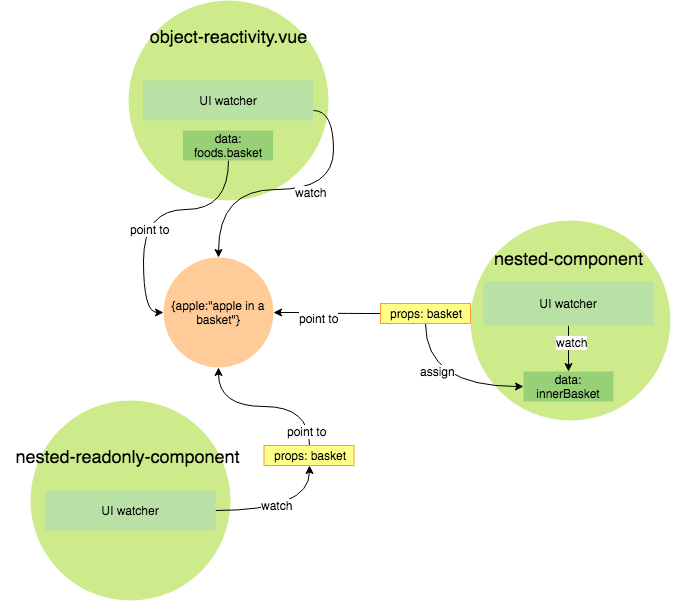 object-reactivity.vue
UI watcher
data:
foods.basket
watch
point to
{apple:"apple in a
basket"}
point to
props: basket
nested-component
UI watcher
watch
assign
data:
innerBasket
point to
props: basket
nested-readonly-component
UI watcher
watch